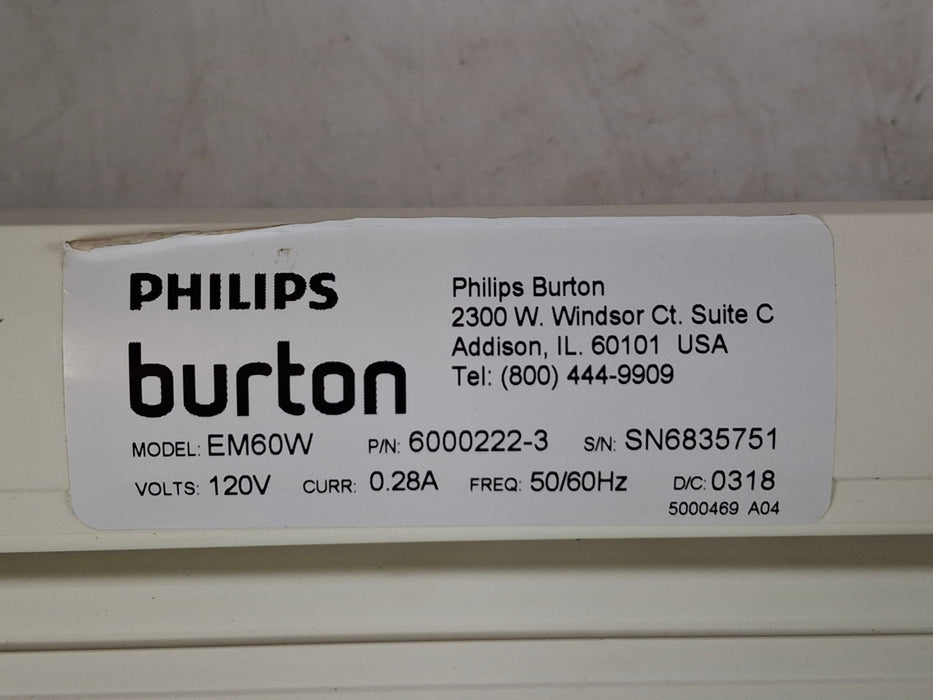 PHILIPS
burton
Philips Burton
2300 W. Windsor Ct. Suite C
Addison, IL. 60101 USA
Tel: (800) 444-9909
MODEL: EM60W P/N: 6000222-3 S/N: SN6835751
VOLTS: 120V CURR: 0.28A FREQ: 50/60Hz D/C: 0318
5000469 A04